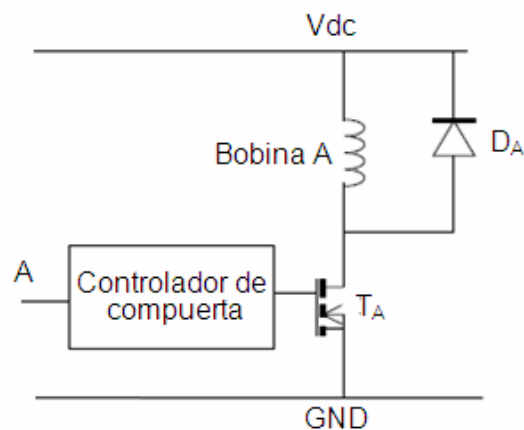 Vdc
Bobina A
DA
A
Controlador de
compuerta
TA
GND